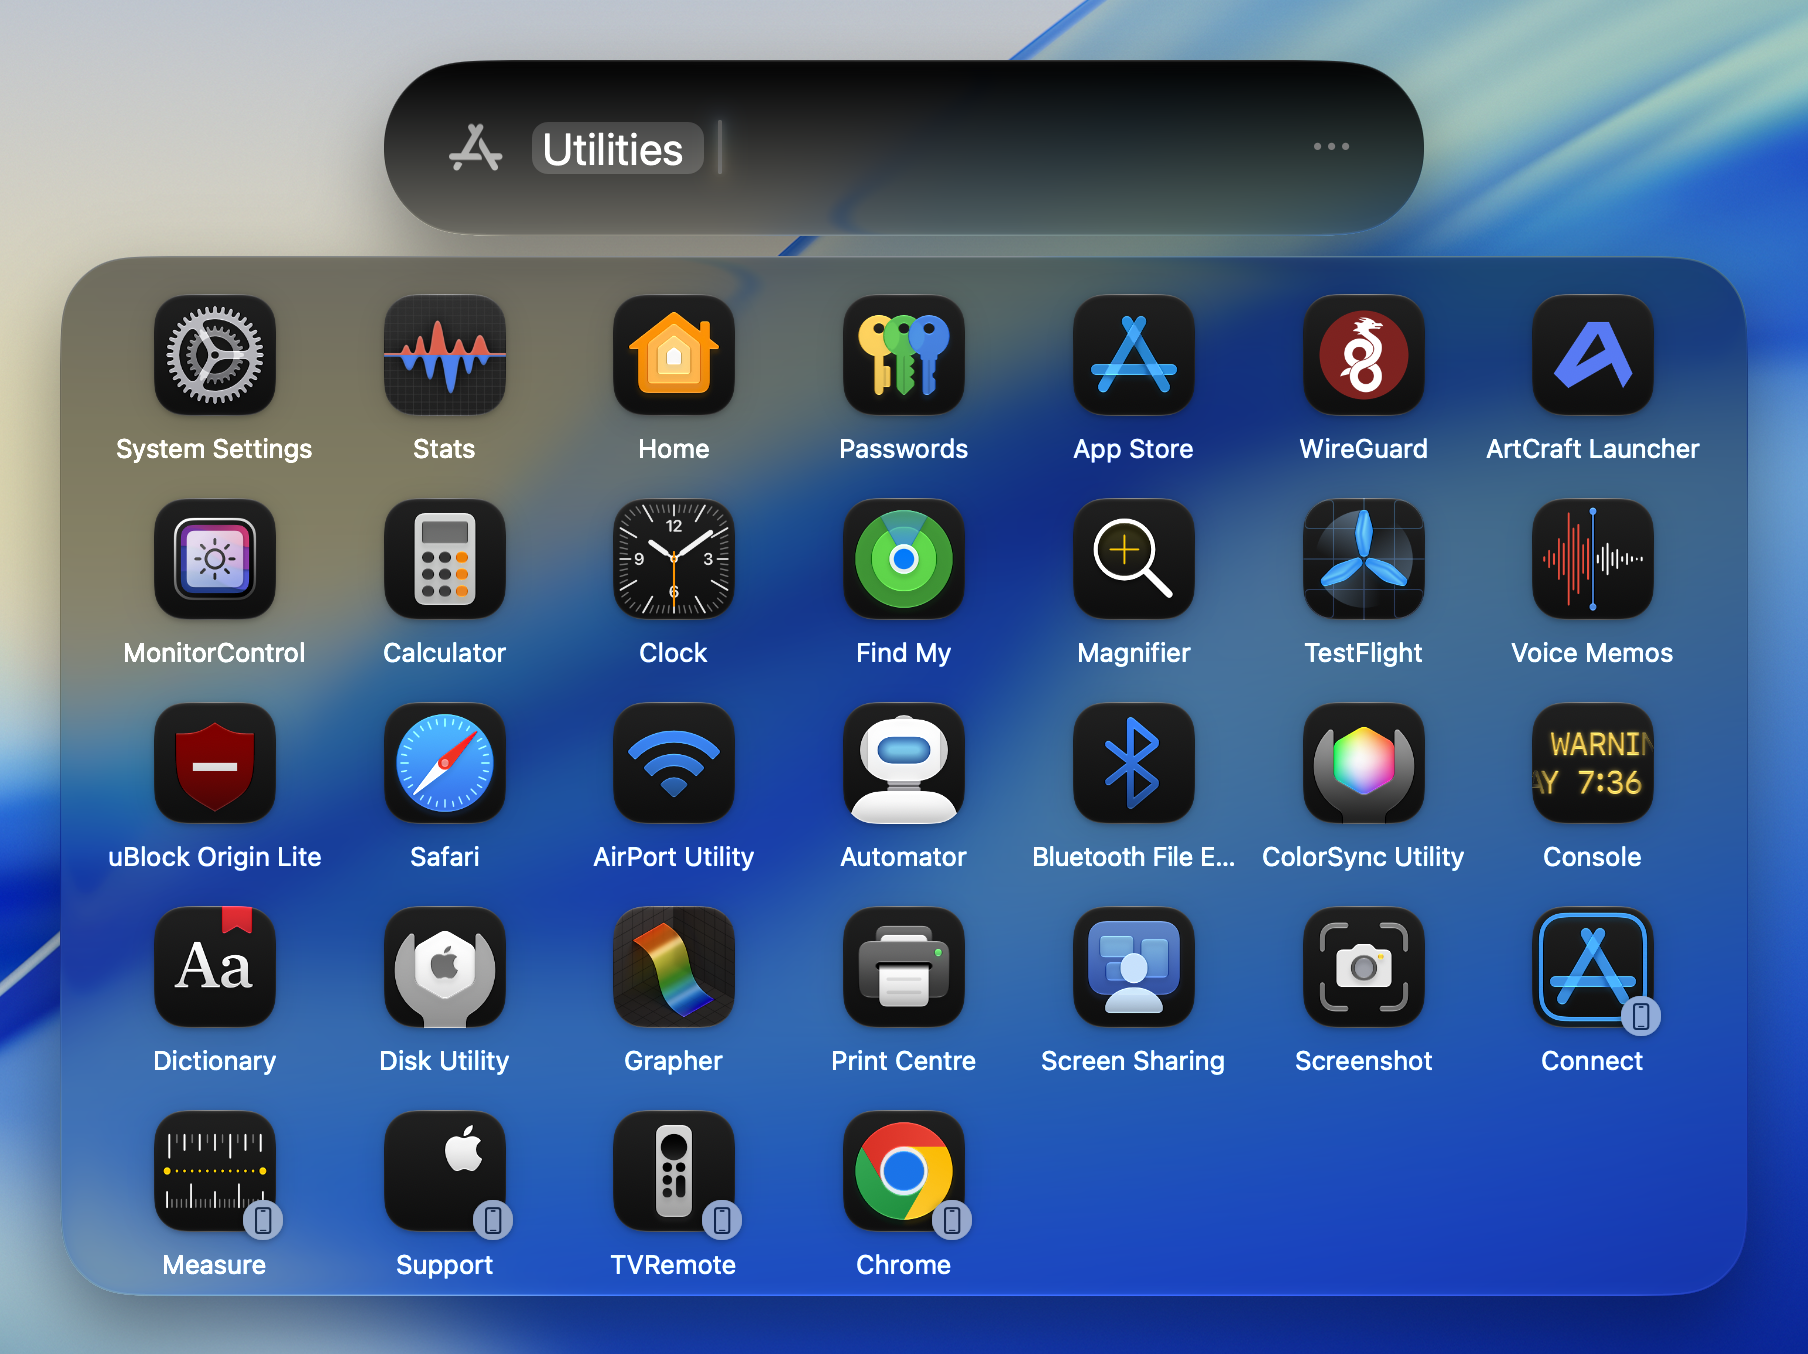 Utilities
System Settings
Stats
Home
Passwords
App Store
WireGuard
ArtCraft Launcher
MonitorControl
Calculator
12
9
3
6
Clock
Find My
Magnifier
TestFlight
Voice Memos
uBlock Origin Lite
Safari
AirPort Utility
Automator
Bluetooth File E...
ColorSync Utility
WARNIN
AY 7:36
Console
Aa
Dictionary
Disk Utility
Grapher
Print Centre
Screen Sharing
Screenshot
Connect
Measure
Support
TVRemote
Chrome